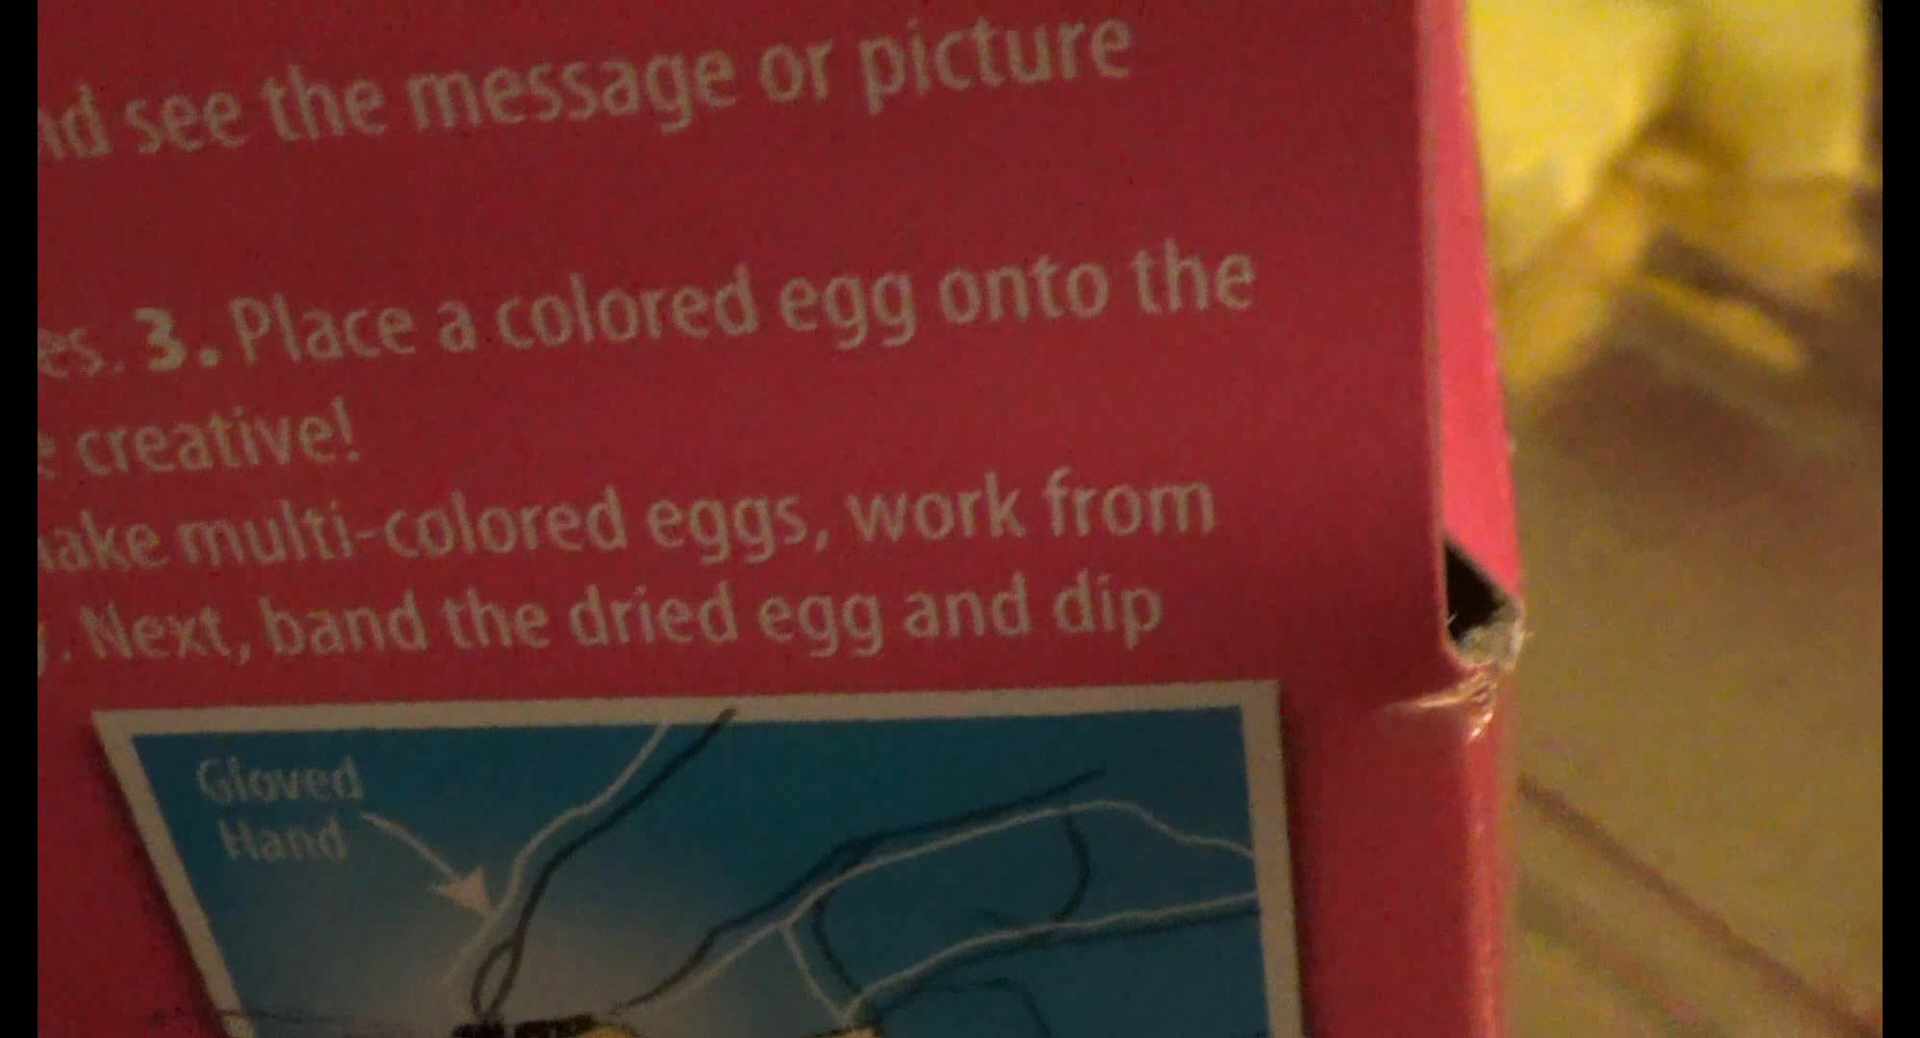 see the message or picture
3. Place a colored egg onto the
creative!
multi-colored eggs, work from
Next, band the dried egg and dip
Gloved
Hand